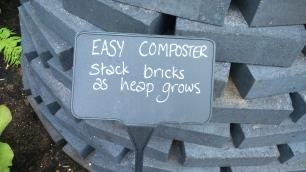 EASY COMPOSTER
stack bricks
as heap grows